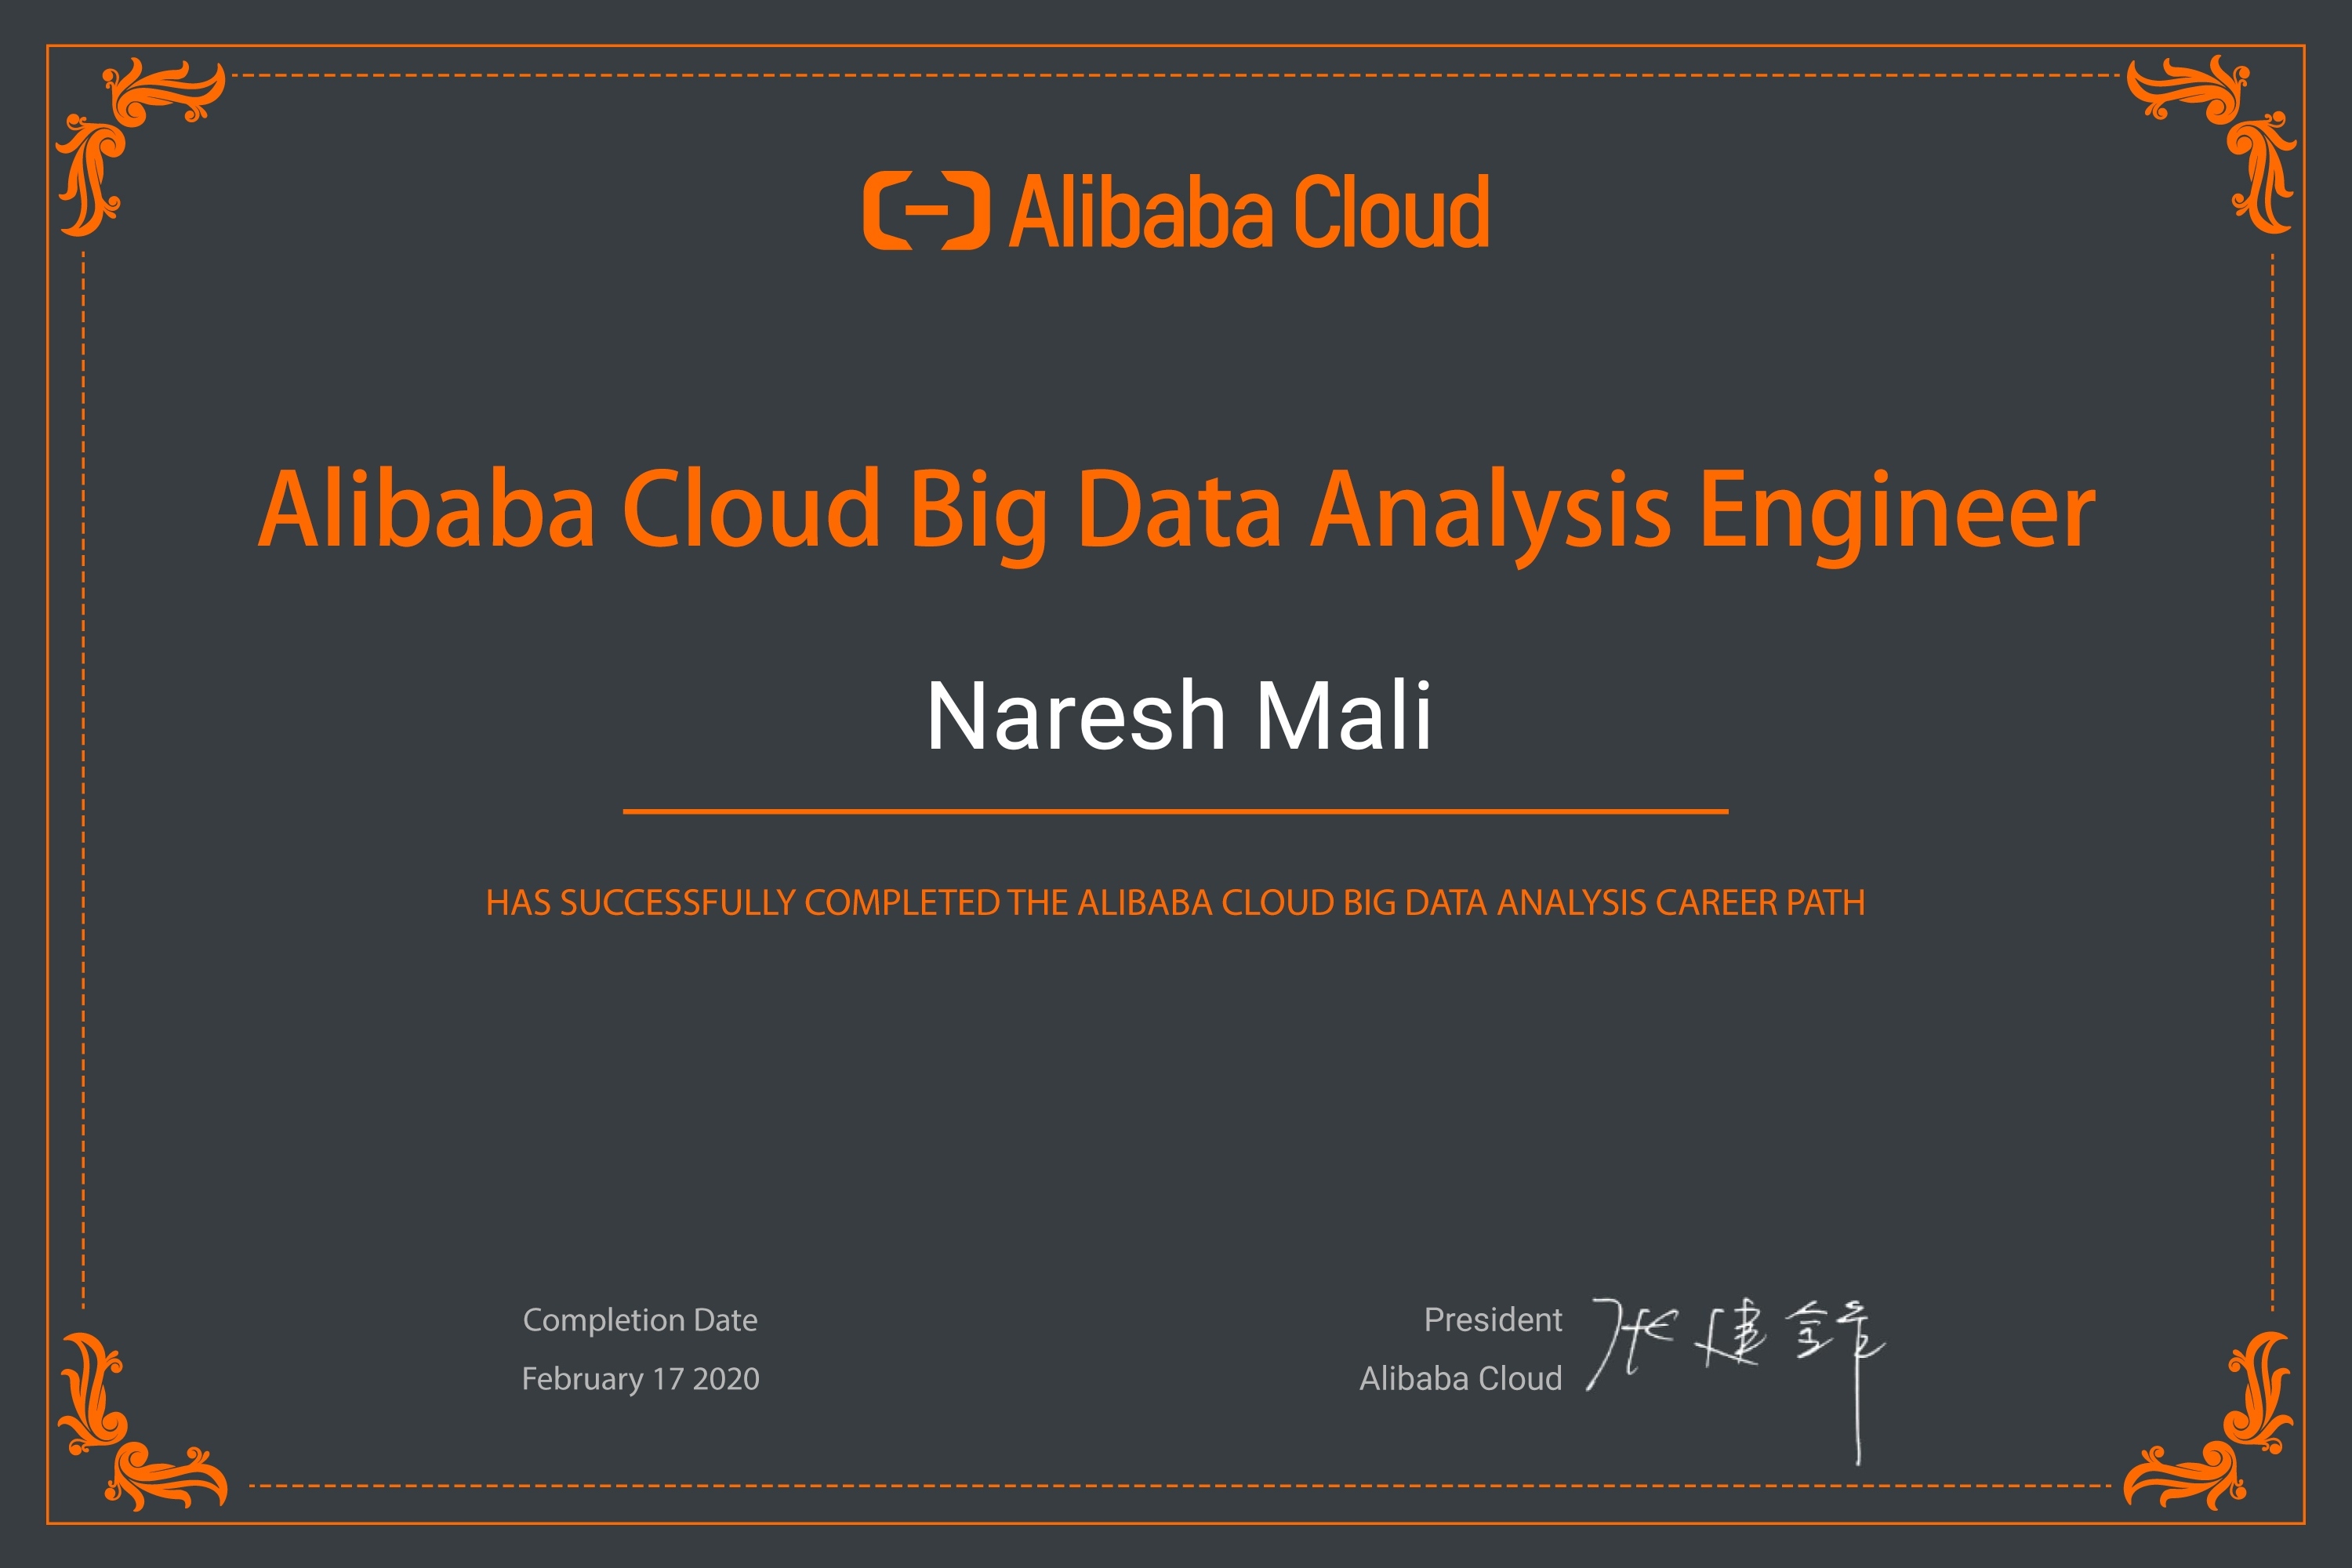 Alibaba Cloud
Alibaba Cloud Big Data Analysis Engineer
Naresh Mali
HAS SUCCESSFULLY COMPLETED THE ALIBABA CLOUD BIG DATA ANALYSIS CAREER PATH
Completion Date
February 17 2020
President
Alibaba Cloud
张建锋